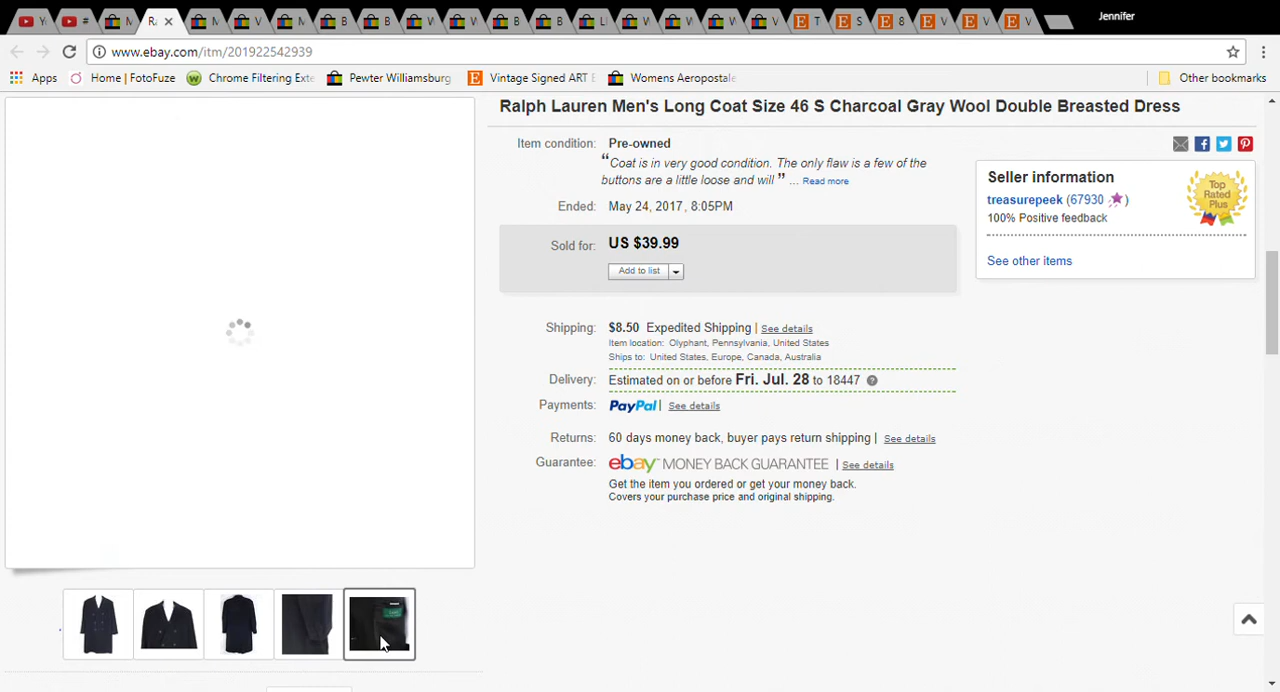 Jennifer
www.ebay.com/itm/201922542939
Apps Home | FotoFuze Chrome Filtering Exte Pewter Williamsburg Vintage Signed ART E Womens Aeropostale Other bookmarks
Ralph Lauren Men's Long Coat Size 46 S Charcoal Gray Wool Double Breasted Dress
Item condition: Pre-owned
“Coat is in very good condition. The only flaw is a few of the
buttons are a little loose and will ” ... Read more
Ended: May 24, 2017 , 8:05PM
Sold for: US $39.99
Add to list
Seller information
treasurepeek (67930 )
100% Positive feedback
Top
Rated
Plus
See other items
Shipping: $8.50 Expedited Shipping | See details
Item location: Olyphant, Pennsylvania, United States
Ships to: United States, Europe, Canada, Australia
Delivery: Estimated on or before Fri. Jul. 28 to 18447 ?
Payments: PayPal | See details
Returns: 60 days money back, buyer pays return shipping | See details
Guarantee: ebay MONEY BACK GUARANTEE | See details
Get the item you ordered or get your money back.
Covers your purchase price and original shipping.